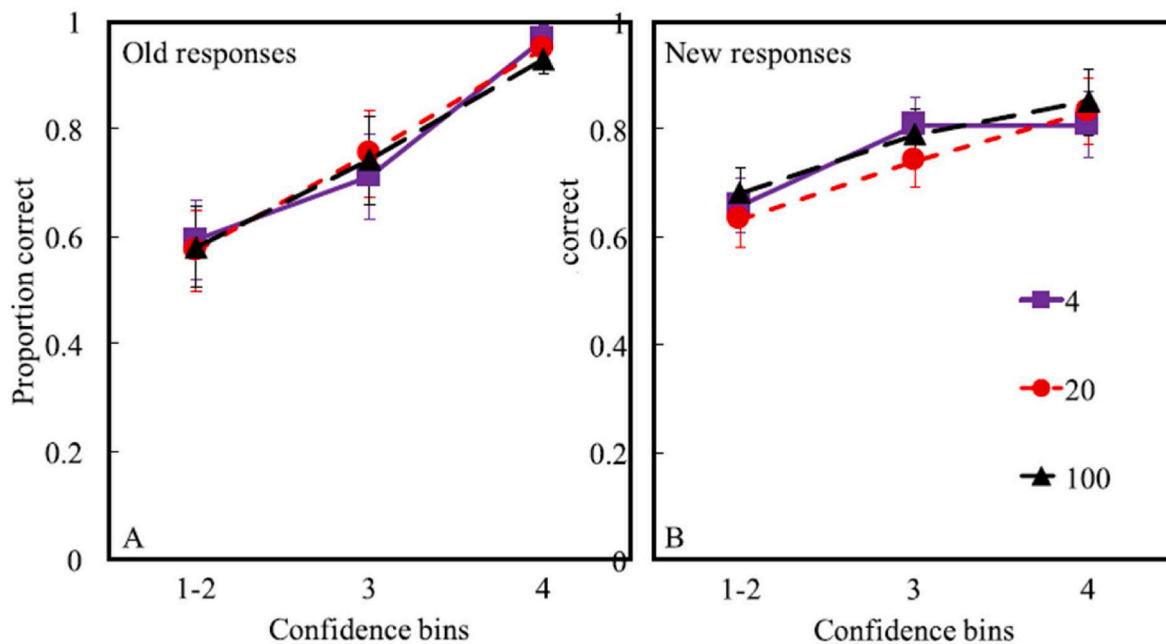 Old responses
Proportion correct
1
0.8
0.6
0.4
0.2
0
A
1-2
3
4
Confidence bins
New responses
correct
1
0.8
0.6
0.4
0.2
0
B
4
20
100
1-2
3
4
Confidence bins